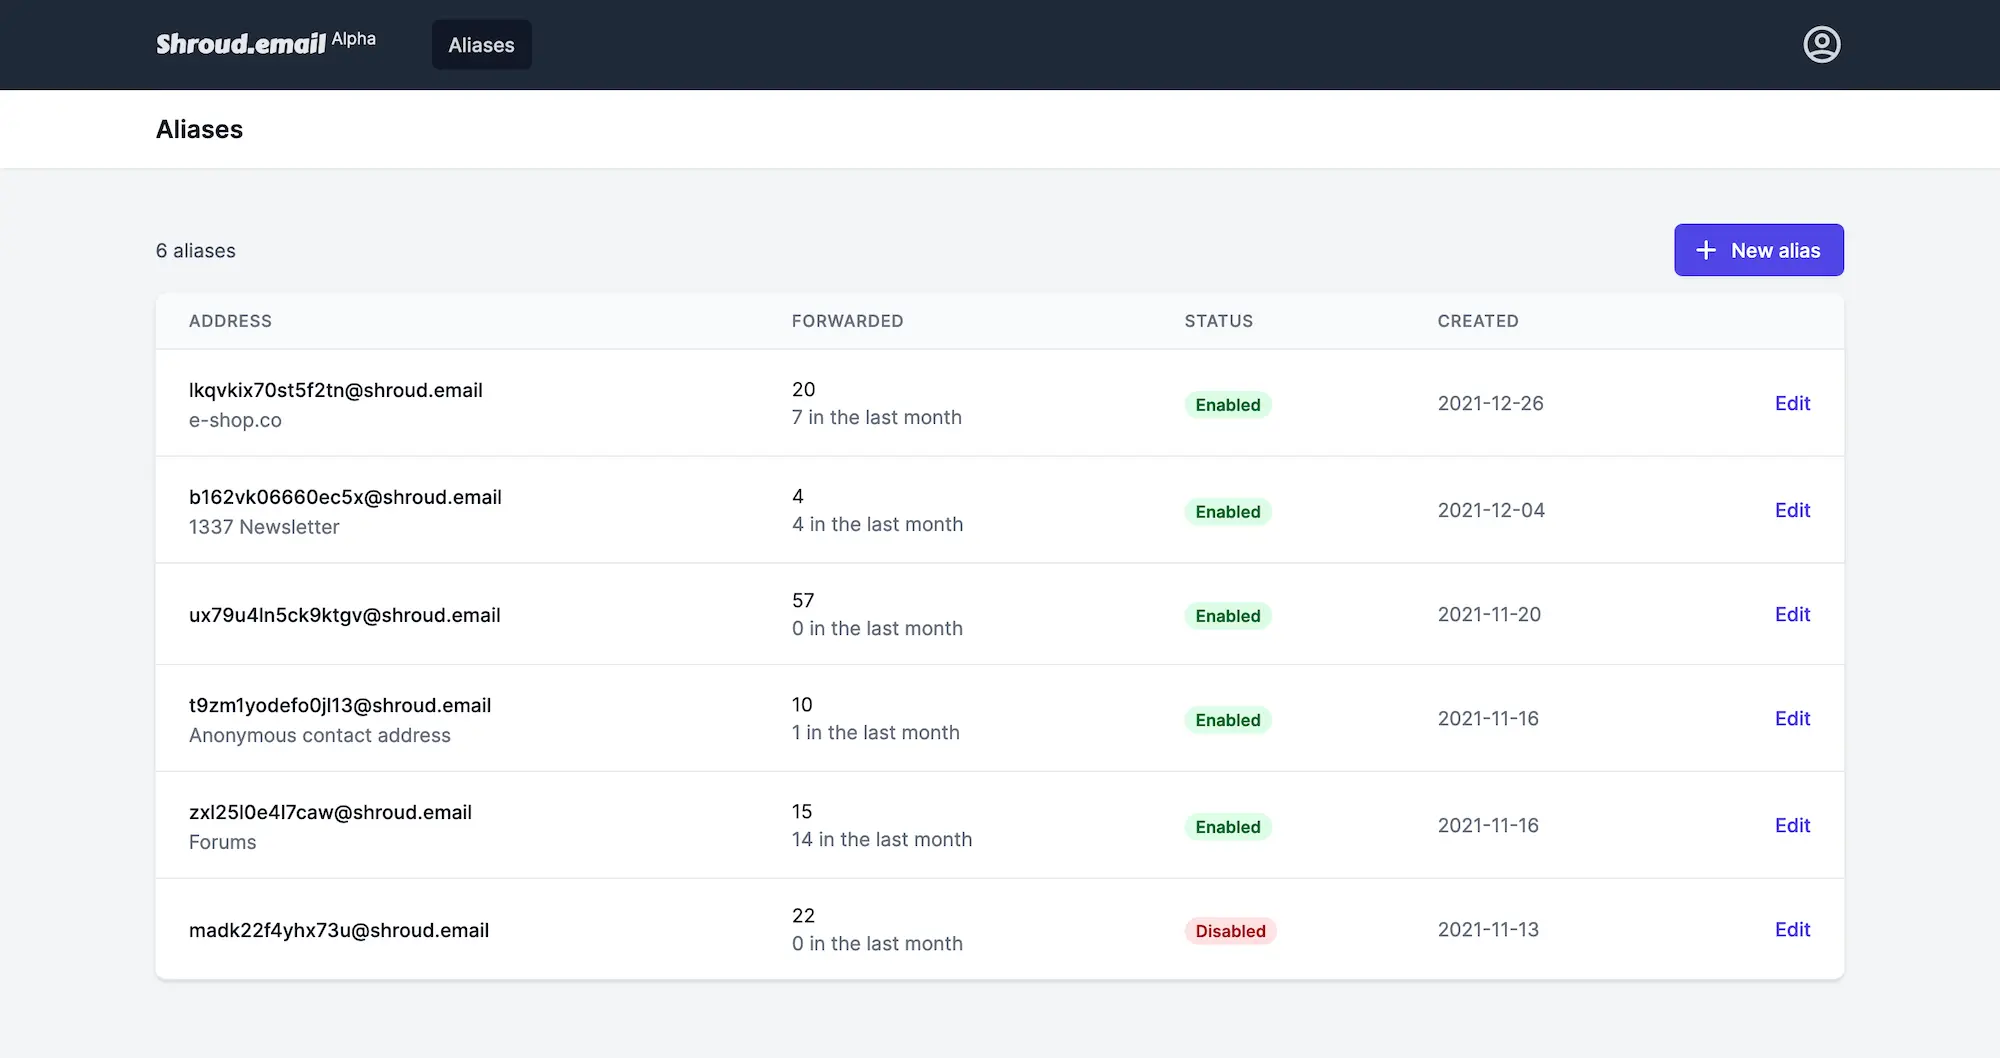 Shroud.email Alpha Aliases
Aliases
6 aliases
+ New alias
ADDRESS FORWARDED STATUS CREATED
lkqvkix70st5f2tn@shroud.email
e-shop.co
20
7 in the last month
Enabled
2021-12-26
Edit
b162vk06660ec5x@shroud.email
1337 Newsletter
4
4 in the last month
Enabled
2021-12-04
Edit
ux79u4ln5ck9ktgv@shroud.email
57
0 in the last month
Enabled
2021-11-20
Edit
t9zm1yodefo0jl13@shroud.email
Anonymous contact address
10
1 in the last month
Enabled
2021-11-16
Edit
zxl25l0e4l7caw@shroud.email
Forums
15
14 in the last month
Enabled
2021-11-16
Edit
madk22f4yhx73u@shroud.email
22
0 in the last month
Disabled
2021-11-13
Edit